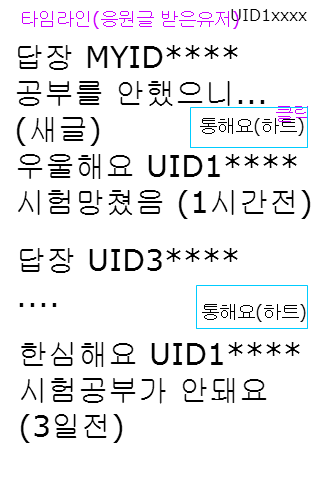 타임라인(응원글 받은유저) UID1xxxx
답장 MYID****
공부를 안했으니...
(새글) 통해요(하트)
우울해요 UID1****
시험망쳤음 (1시간전)
답장 UID3****
....
통해요(하트)
한심해요 UID1****
시험공부가 안돼요
(3일전)